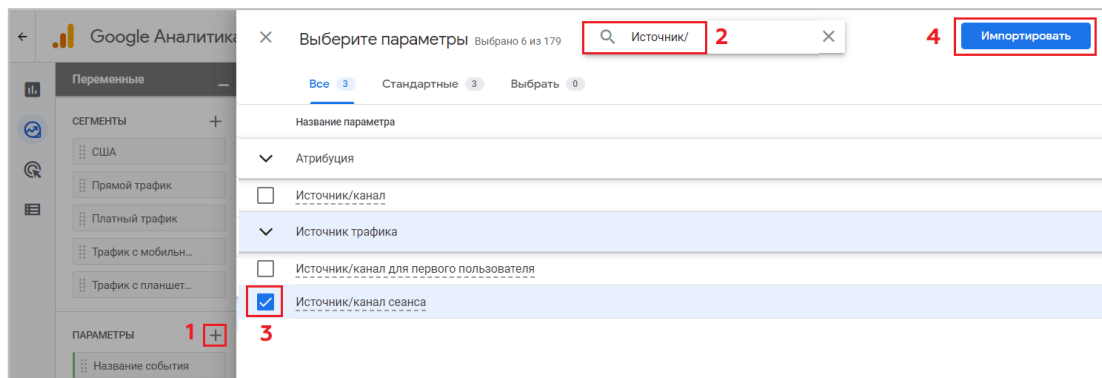 Google Аналитика
Выберите параметры Выбрано 6 из 179
Источник/
2
4
Импортировать
Переменные
Все 3 Стандартные 3 Выбрать 0
СЕГМЕНТЫ
Название параметра
США
Атрибуция
Прямой трафик
Источник/канал
Платный трафик
Источник трафика
Трафик с мобильн...
Источник/канал для первого пользователя
Трафик с планшет...
Источник/канал сеанса
ПАРАМЕТРЫ 1
3
Название события